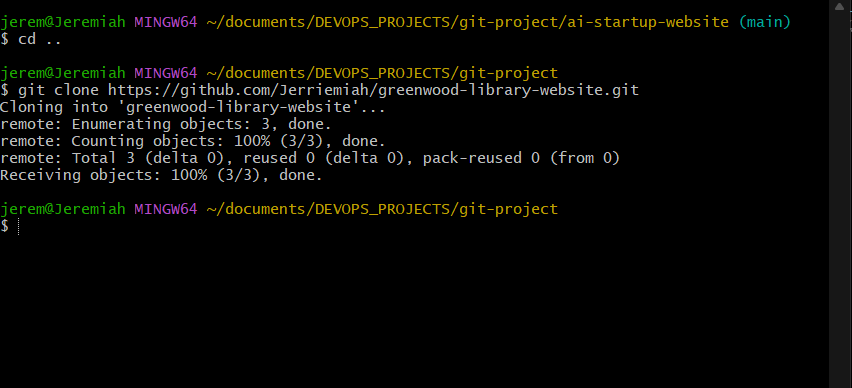 jerem@Jeremiah MINGW64 ~/documents/DEVOPS_PROJECTS/git-project/ai-startup-website (main)
$ cd ..
jerem@Jeremiah MINGW64 ~/documents/DEVOPS_PROJECTS/git-project
$ git clone https://github.com/Jerriemiah/greenwood-library-website.git
Cloning into 'greenwood-library-website'...
remote: Enumerating objects: 3, done.
remote: Counting objects: 100% (3/3), done.
remote: Total 3 (delta 0), reused 0 (delta 0), pack-reused 0 (from 0)
Receiving objects: 100% (3/3), done.
jerem@Jeremiah MINGW64 ~/documents/DEVOPS_PROJECTS/git-project
$